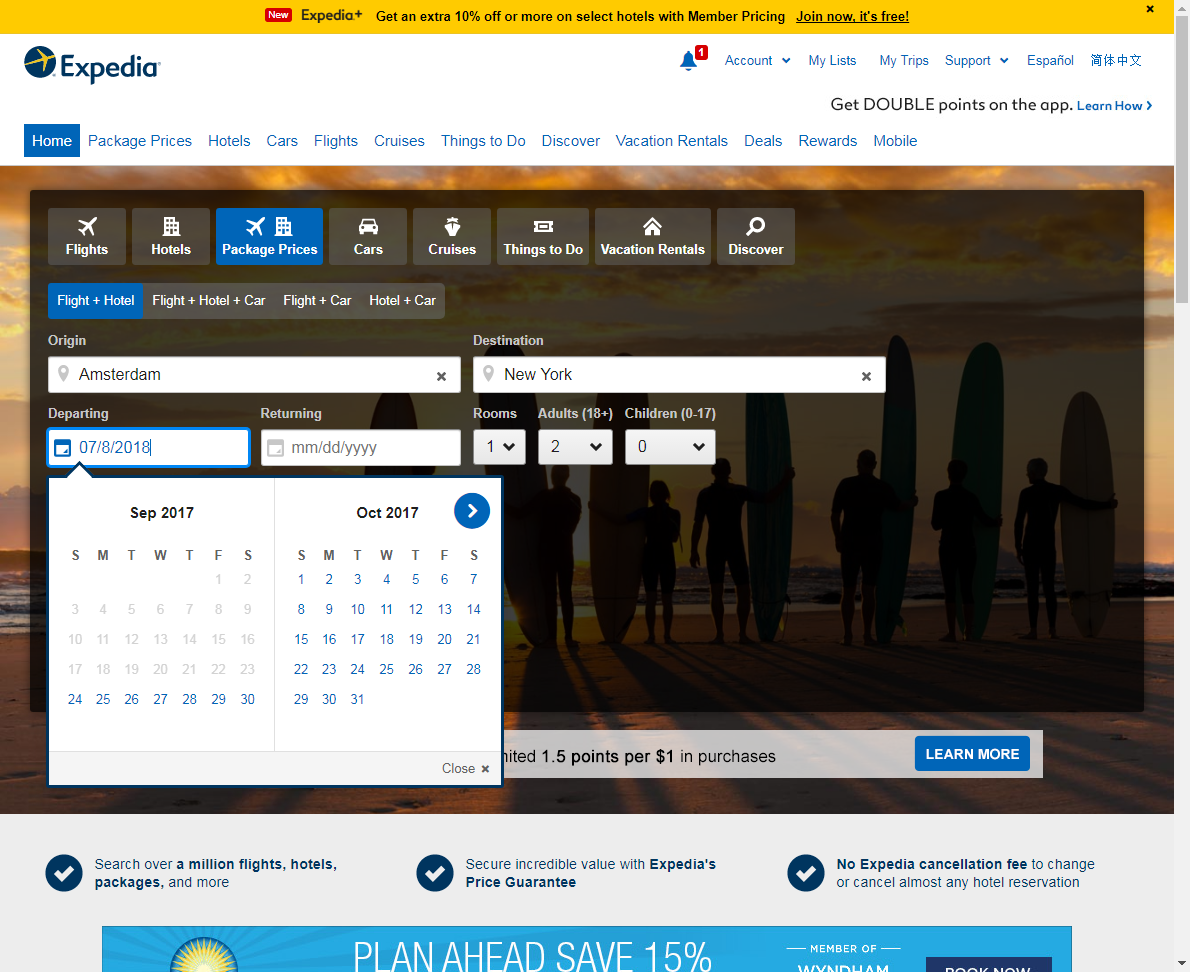 New Expedia+ Get an extra 10% off or more on select hotels with Member Pricing Join now, it's free!
Expedia
1 Account My Lists My Trips Support Español 简体中文
Get DOUBLE points on the app. Learn How
Home Package Prices Hotels Cars Flights Cruises Things to Do Discover Vacation Rentals Deals Rewards Mobile
Flights Hotels Package Prices Cars Cruises Things to Do Vacation Rentals Discover
Flight + Hotel Flight + Hotel + Car Flight + Car Hotel + Car
Origin Destination
Amsterdam New York
Departing Returning Rooms Adults (18+) Children (0-17)
07/8/2018 mm/dd/yyyy 1 2 0
Sep 2017 Oct 2017
S M T W T F S S M T W T F S
1 2 1 2 3 4 5 6 7
3 4 5 6 7 8 9 8 9 10 11 12 13 14
10 11 12 13 14 15 16 15 16 17 18 19 20 21
17 18 19 20 21 22 23 22 23 24 25 26 27 28
24 25 26 27 28 29 30 29 30 31
mited 1.5 points per $1 in purchases LEARN MORE
Close
Search over a million flights, hotels, packages, and more
Secure incredible value with Expedia's Price Guarantee
No Expedia cancellation fee to change or cancel almost any hotel reservation
PLAN AHEAD SAVE 15%
MEMBER OF
WYNDHAM
BOOK NOW